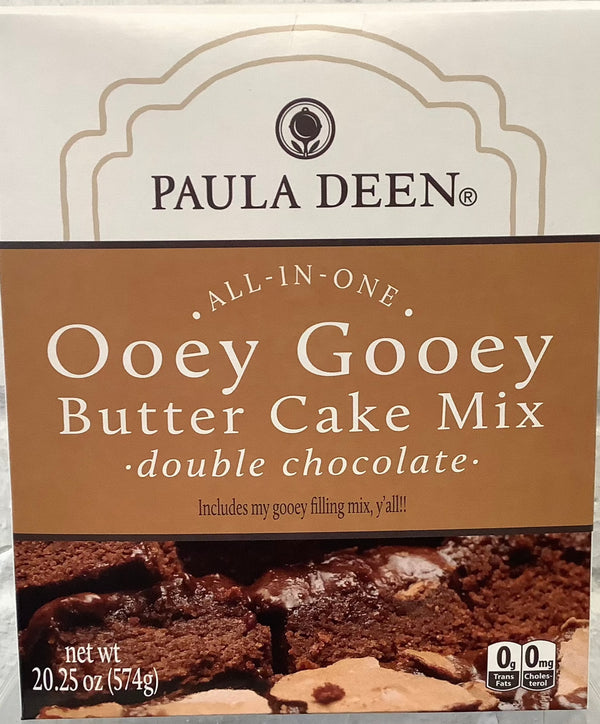 PAULA DEEN®
ALL-IN-ONE
Ooey Gooey
Butter Cake Mix
·double chocolate·
Includes my gooey filling mix, y'all!!
net wt
20.25 oz (574g)
0g 0mg
Trans Fats Choles-terol